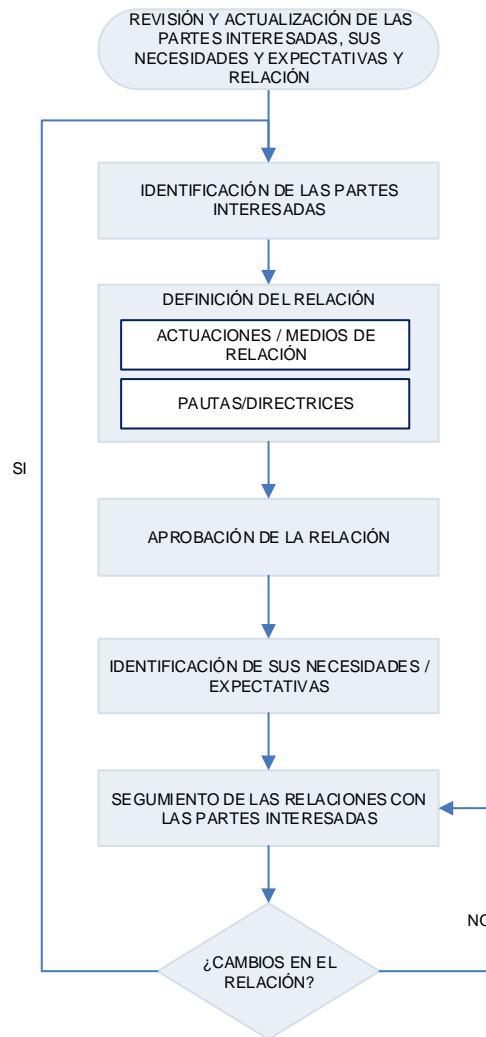 REVISIÓN Y ACTUALIZACIÓN DE LAS
PARTES INTERESADAS, SUS
NECESIDADES Y EXPECTATIVAS Y
RELACIÓN
IDENTIFICACIÓN DE LAS PARTES
INTERESADAS
DEFINICIÓN DEL RELACIÓN
ACTUACIONES / MEDIOS DE
RELACIÓN
PAUTAS/DIRECTRICES
SI
APROBACIÓN DE LA RELACIÓN
IDENTIFICACIÓN DE SUS NECESIDADES /
EXPECTATIVAS
SEGUMIENTO DE LAS RELACIONES CON
LAS PARTES INTERESADAS
NO
¿CAMBIOS EN EL
RELACIÓN?